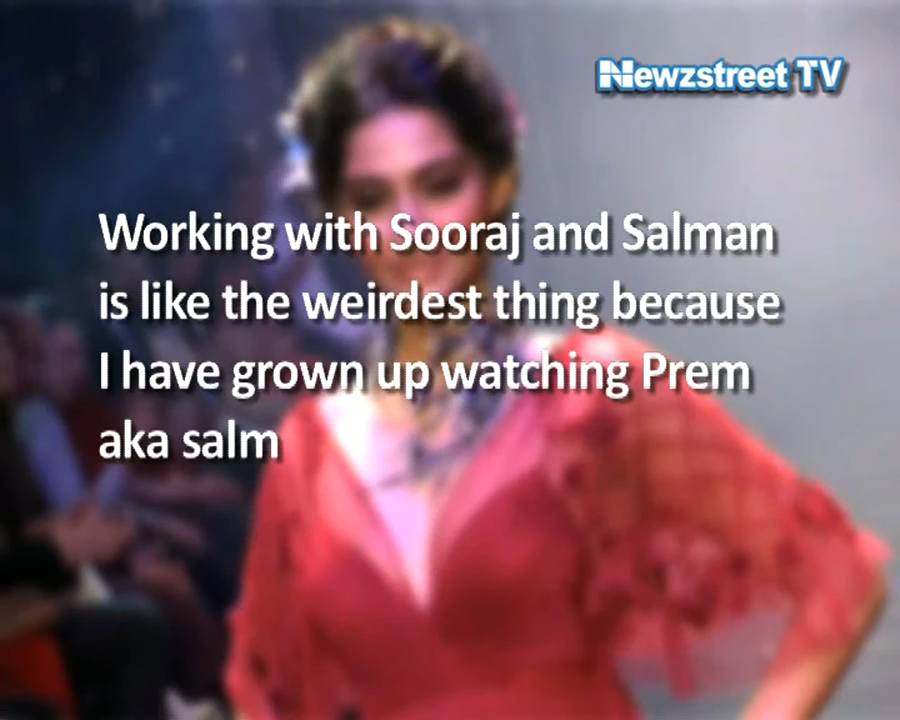 Newzstreet TV
Working with Sooraj and Salman
is like the weirdest thing because
I have grown up watching Prem
aka salm